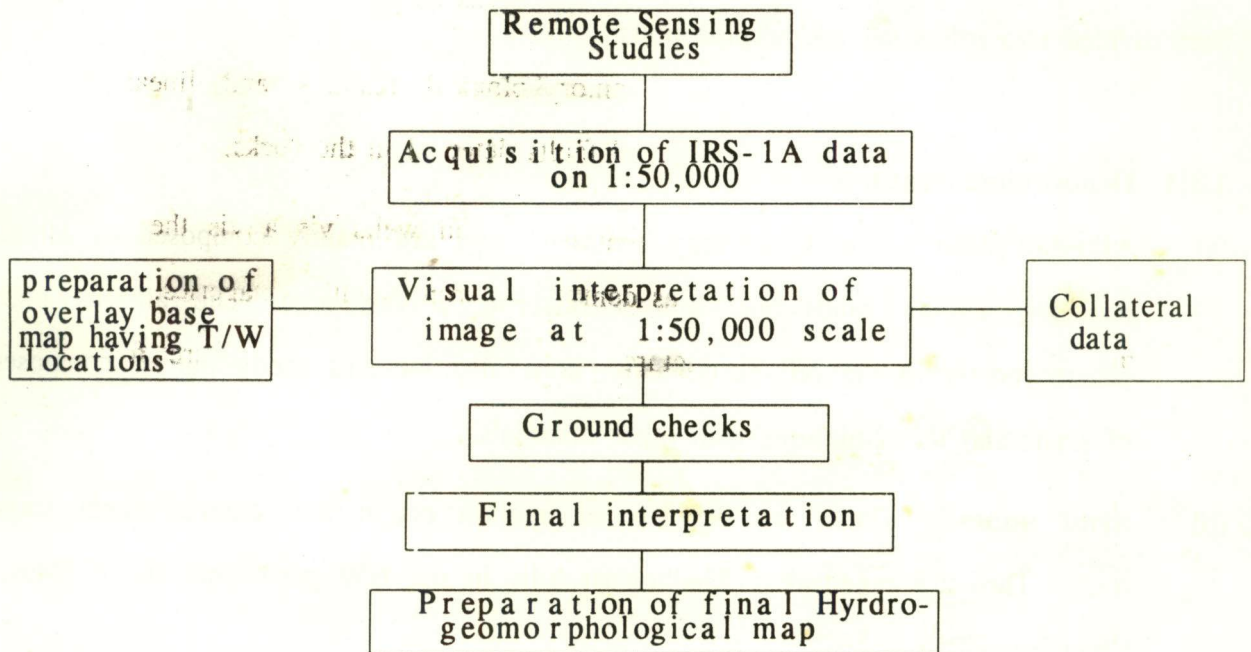 Remote Sensing
Studies
Acquisition of IRS-1A data
on 1:50,000
preparation of
overlay base
map having T/W
locations
Visual interpretation of
image at 1:50,000 scale
Collateral
data
Ground checks
Final interpretation
Preparation of final Hyrdro-
geomorphological map